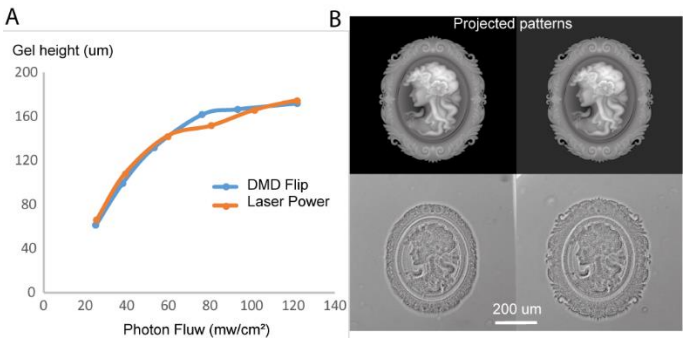 A
Gel height (um)
200
160
120
80
40
0
DMD Flip
Laser Power
0 20 40 60 80 100 120 140
Photon Fluw (mw/cm²)
B
Projected patterns
200 um